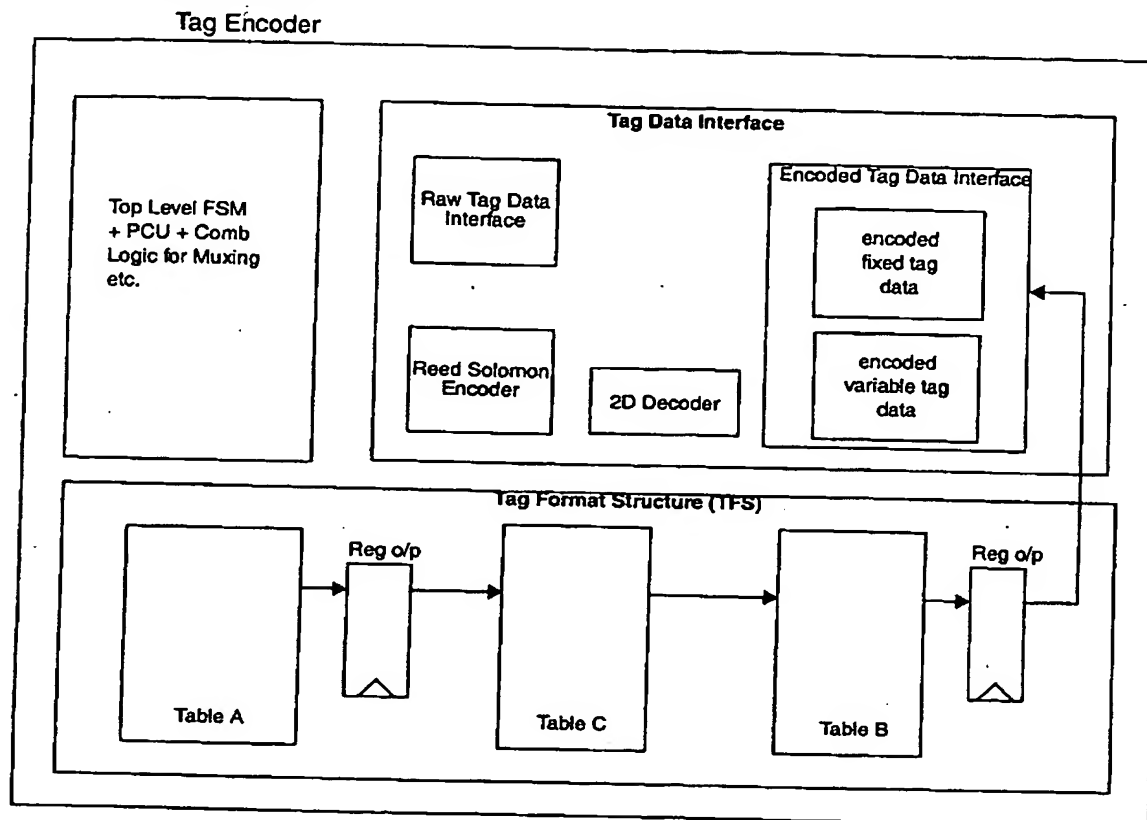 Tag Encoder
Tag Data Interface
Top Level FSM
+ PCU + Comb
Logic for Muxing
etc.
Raw Tag Data
Interface
Reed Solomon
Encoder
2D Decoder
Encoded Tag Data Interface
encoded
fixed tag
data
encoded
variable tag
data
Tag Format Structure (TFS)
Table A
Reg o/p
Table C
Table B
Reg o/p